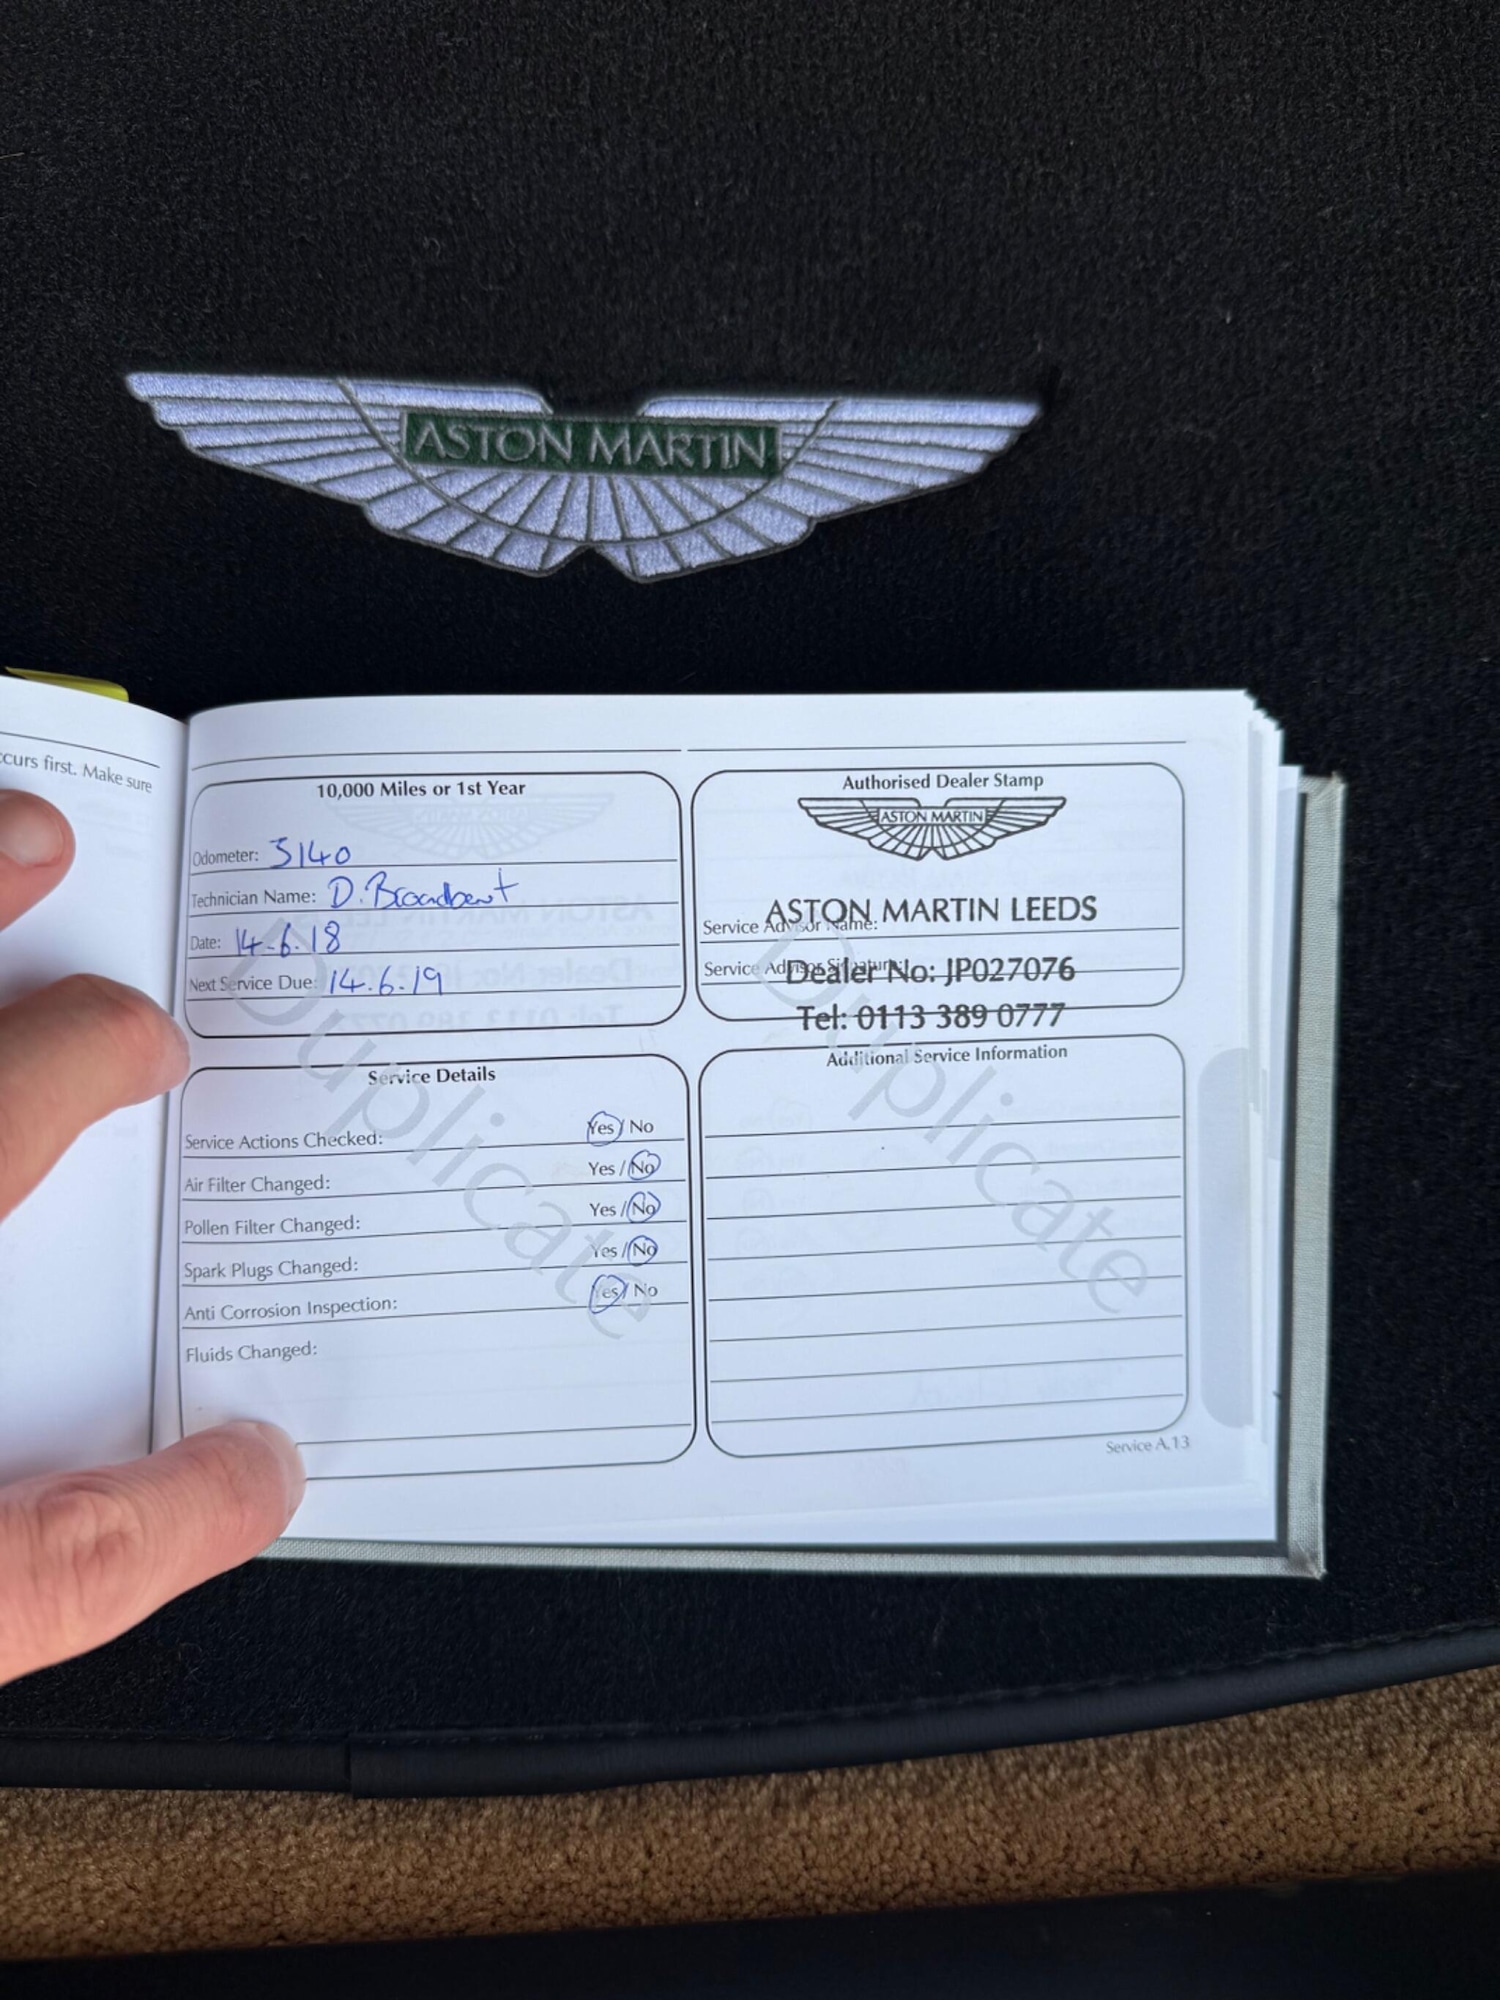 ASTON MARTIN
ccurs first. Make sure
10,000 Miles or 1st Year
Odometer: 3140
Technician Name: D. Broadbent
Date: 14-6-18
Next Service Due: 14.6.19
Authorised Dealer Stamp
ASTON MARTIN
ASTON MARTIN LEEDS
Service Advisor Name:
Service Advisor Signature:
Dealer No: JP027076
Tel: 0113 389 0777
Service Details
Service Actions Checked: Yes / No
Air Filter Changed: Yes / No
Pollen Filter Changed: Yes / No
Spark Plugs Changed: Yes / No
Anti Corrosion Inspection: Yes / No
Fluids Changed:
Additional Service Information
Duplicate
Duplicate
Service A.13